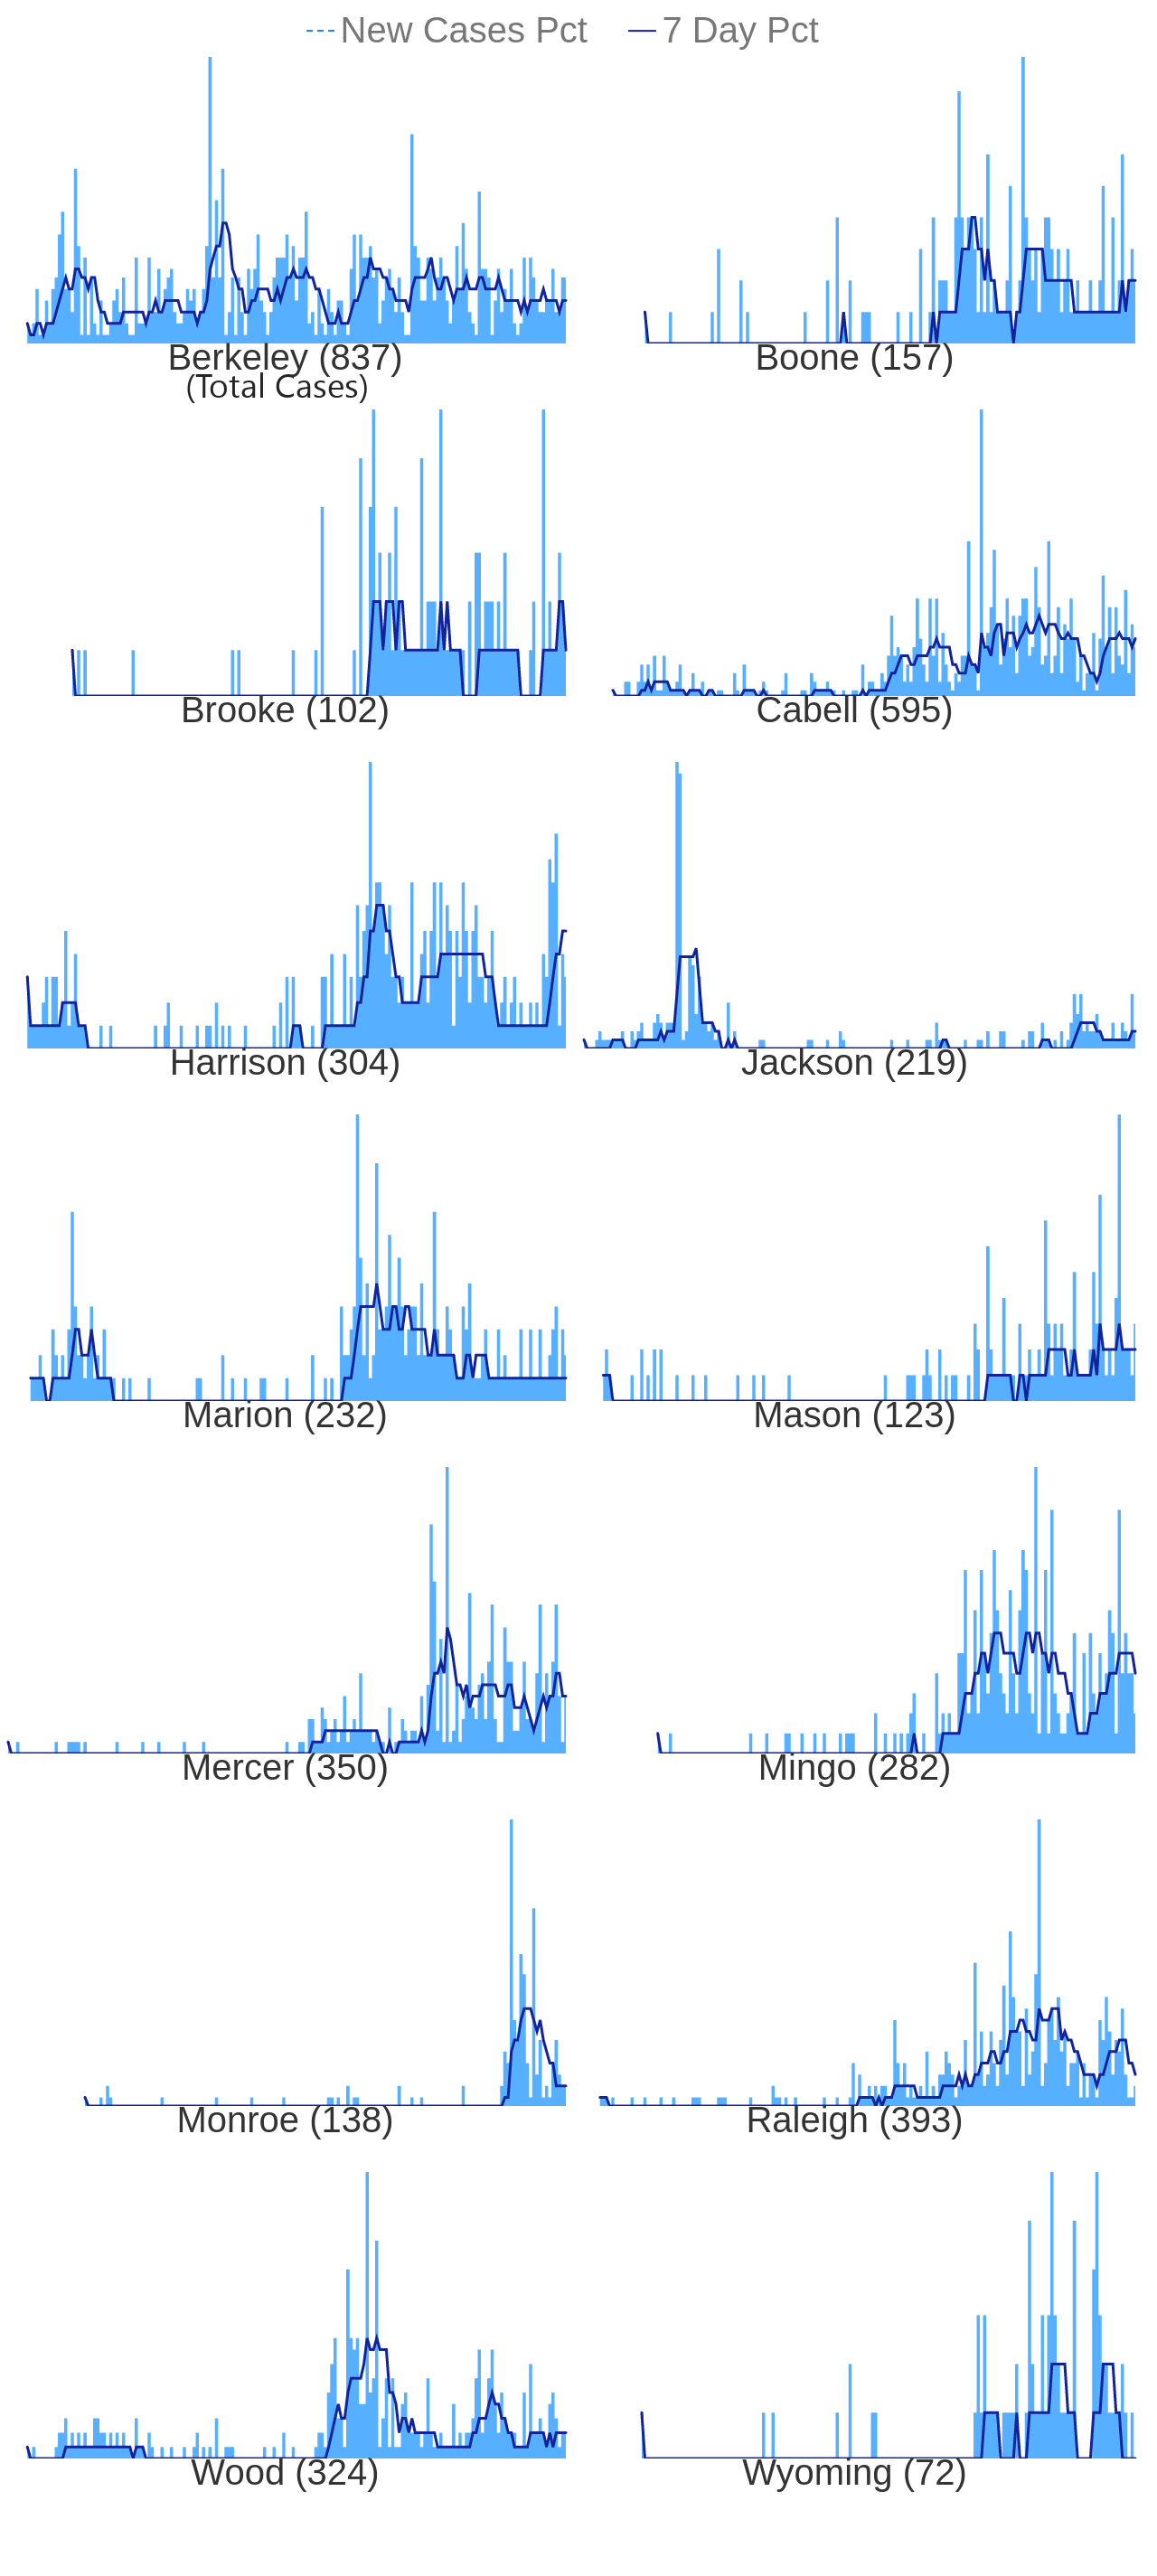 New Cases Pct 7 Day Pct
Berkeley (837) Boone (157)
(Total Cases)
Brooke (102) Cabell (595)
Harrison (304) Jackson (219)
Marion (232) Mason (123)
Mercer (350) Mingo (282)
Monroe (138) Raleigh (393)
Wood (324) Wyoming (72)